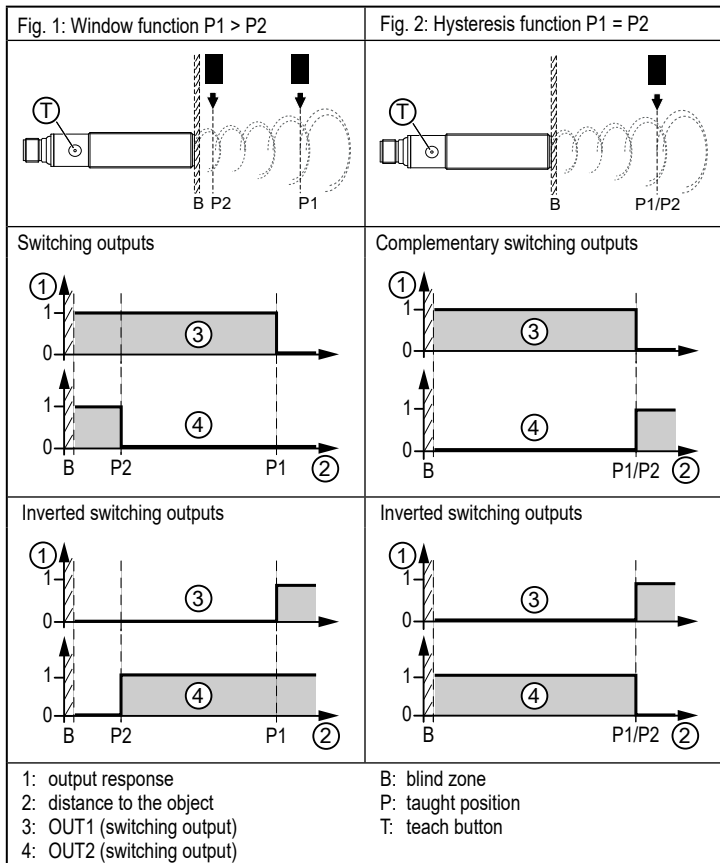 Fig. 1: Window function P1 > P2
Fig. 2: Hysteresis function P1 = P2
T
B P2 P1
T
B P1/P2
Switching outputs
1
1
3
0
1
4
0
B P2 P1 2
Complementary switching outputs
1
1
3
0
1
4
0
B P1/P2 2
Inverted switching outputs
1
1
3
0
1
4
0
B P2 P1 2
Inverted switching outputs
1
1
3
0
1
4
0
B P1/P2 2
1: output response
2: distance to the object
3: OUT1 (switching output)
4: OUT2 (switching output)
B: blind zone
P: taught position
T: teach button